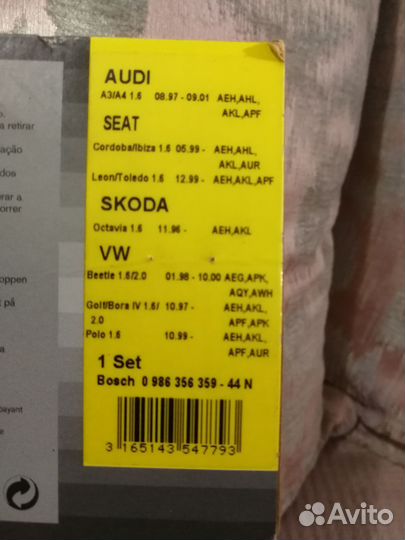 AUDI
A3/A4 1.6 08.97 - 09.01 AEH,AHL,
AKL,APF
SEAT
Cordoba/Ibiza 1.6 05.99 - AEH,AHL,
AKL,AUR
Leon/Toledo 1.6 12.99 - AEH,AKL,APF
SKODA
Octavia 1.6 11.96 - AEH,AKL
VW
Beetle 1.6/2.0 01.98 - 10.00 AEG,APK,
AQY,AWH
Golf/Bora IV 1.6/ 10.97 - AEH,AKL,
2.0 APF,APK
Polo 1.6 10.99 - AEH,AKL,
APF,AUR
1 Set
Bosch 0 986 356 359 - 44 N
3 165143 547793
a retirar
Avito